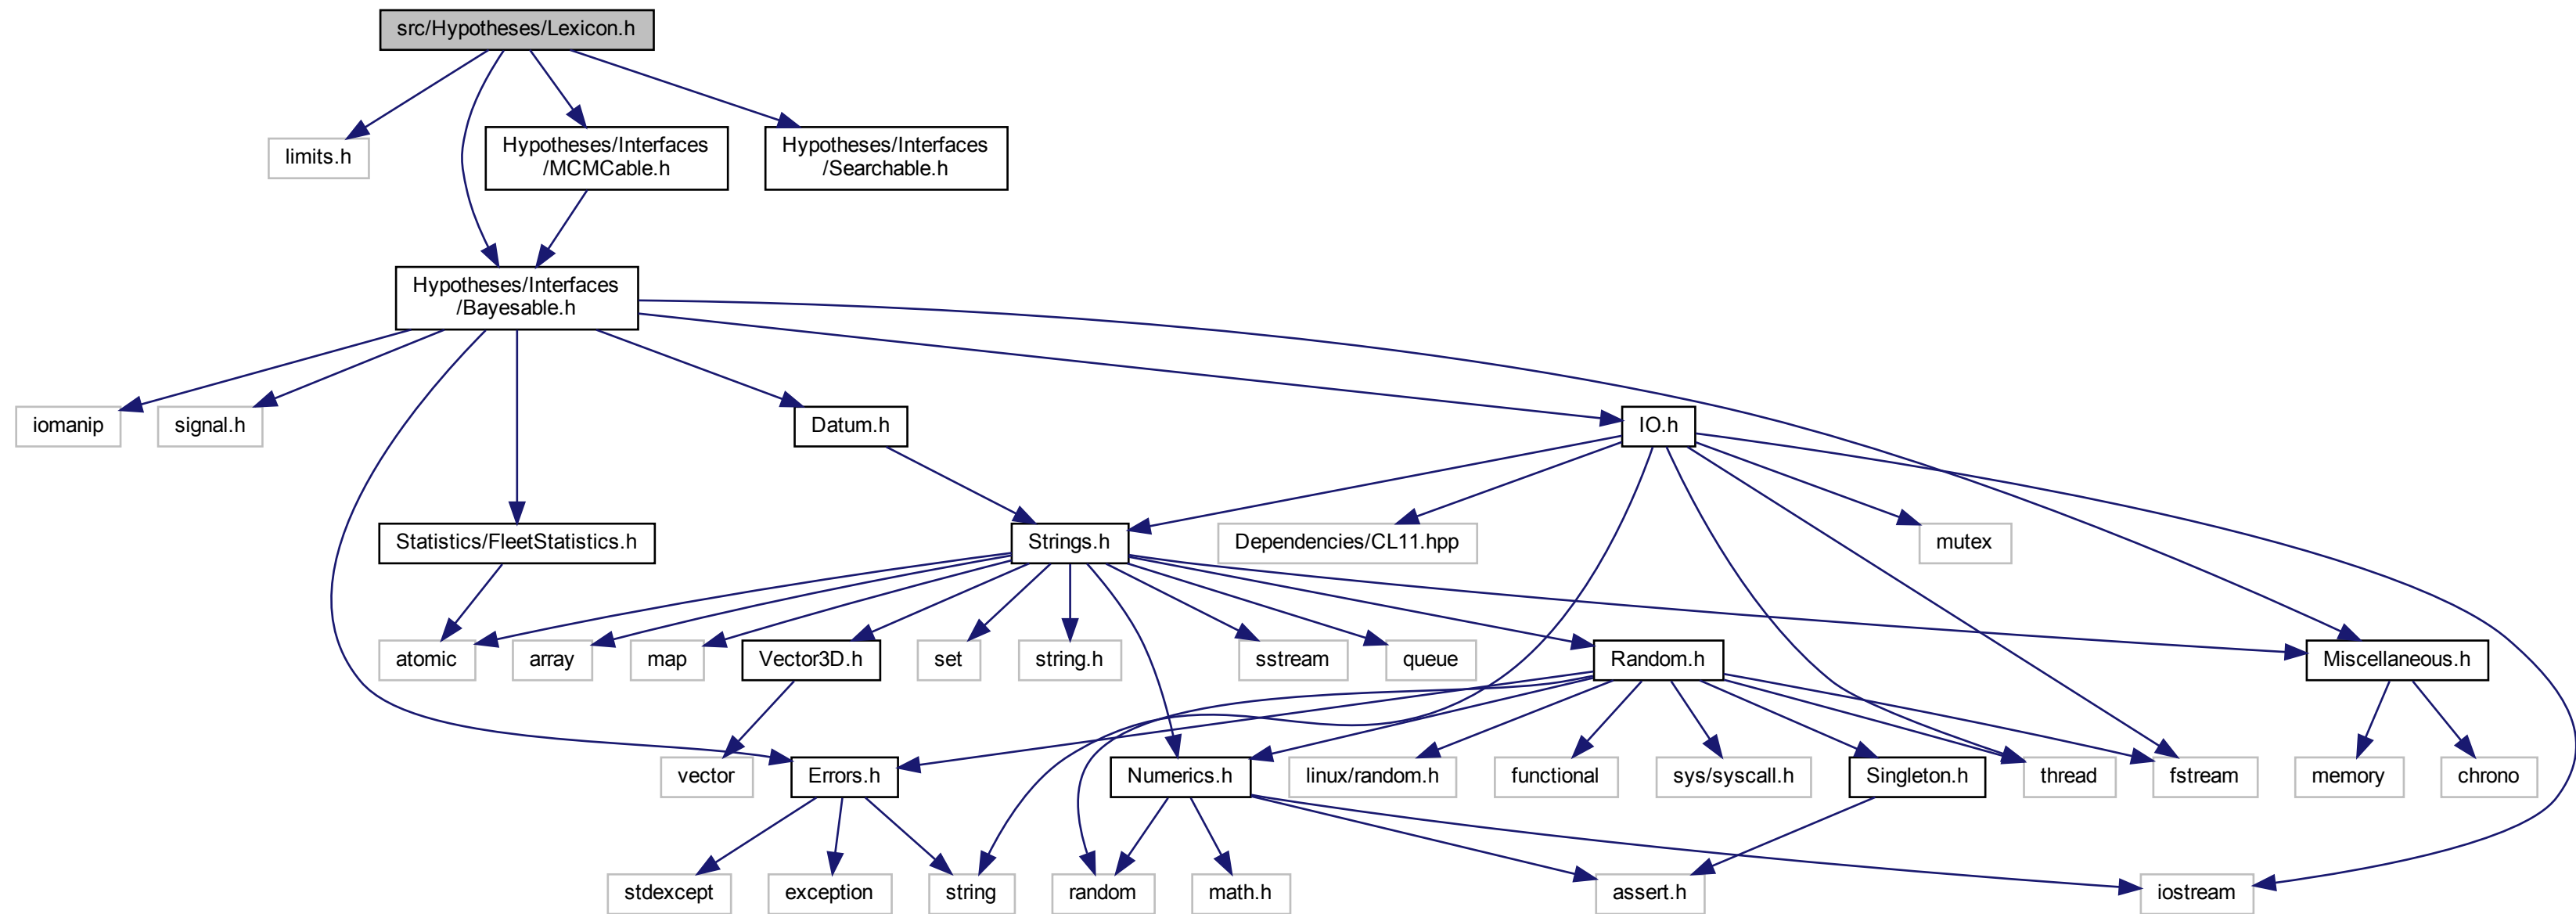 src/Hypotheses/Lexicon.h
limits.h
Hypotheses/Interfaces
/MCMCable.h
Hypotheses/Interfaces
/Searchable.h
Hypotheses/Interfaces
/Bayesable.h
iomanip
signal.h
Datum.h
IO.h
Statistics/FleetStatistics.h
Strings.h
Dependencies/CL11.hpp
mutex
atomic
array
map
Vector3D.h
set
string.h
sstream
queue
Random.h
Miscellaneous.h
vector
Errors.h
Numerics.h
linux/random.h
functional
sys/syscall.h
Singleton.h
thread
fstream
memory
chrono
stdexcept
exception
string
random
math.h
assert.h
iostream